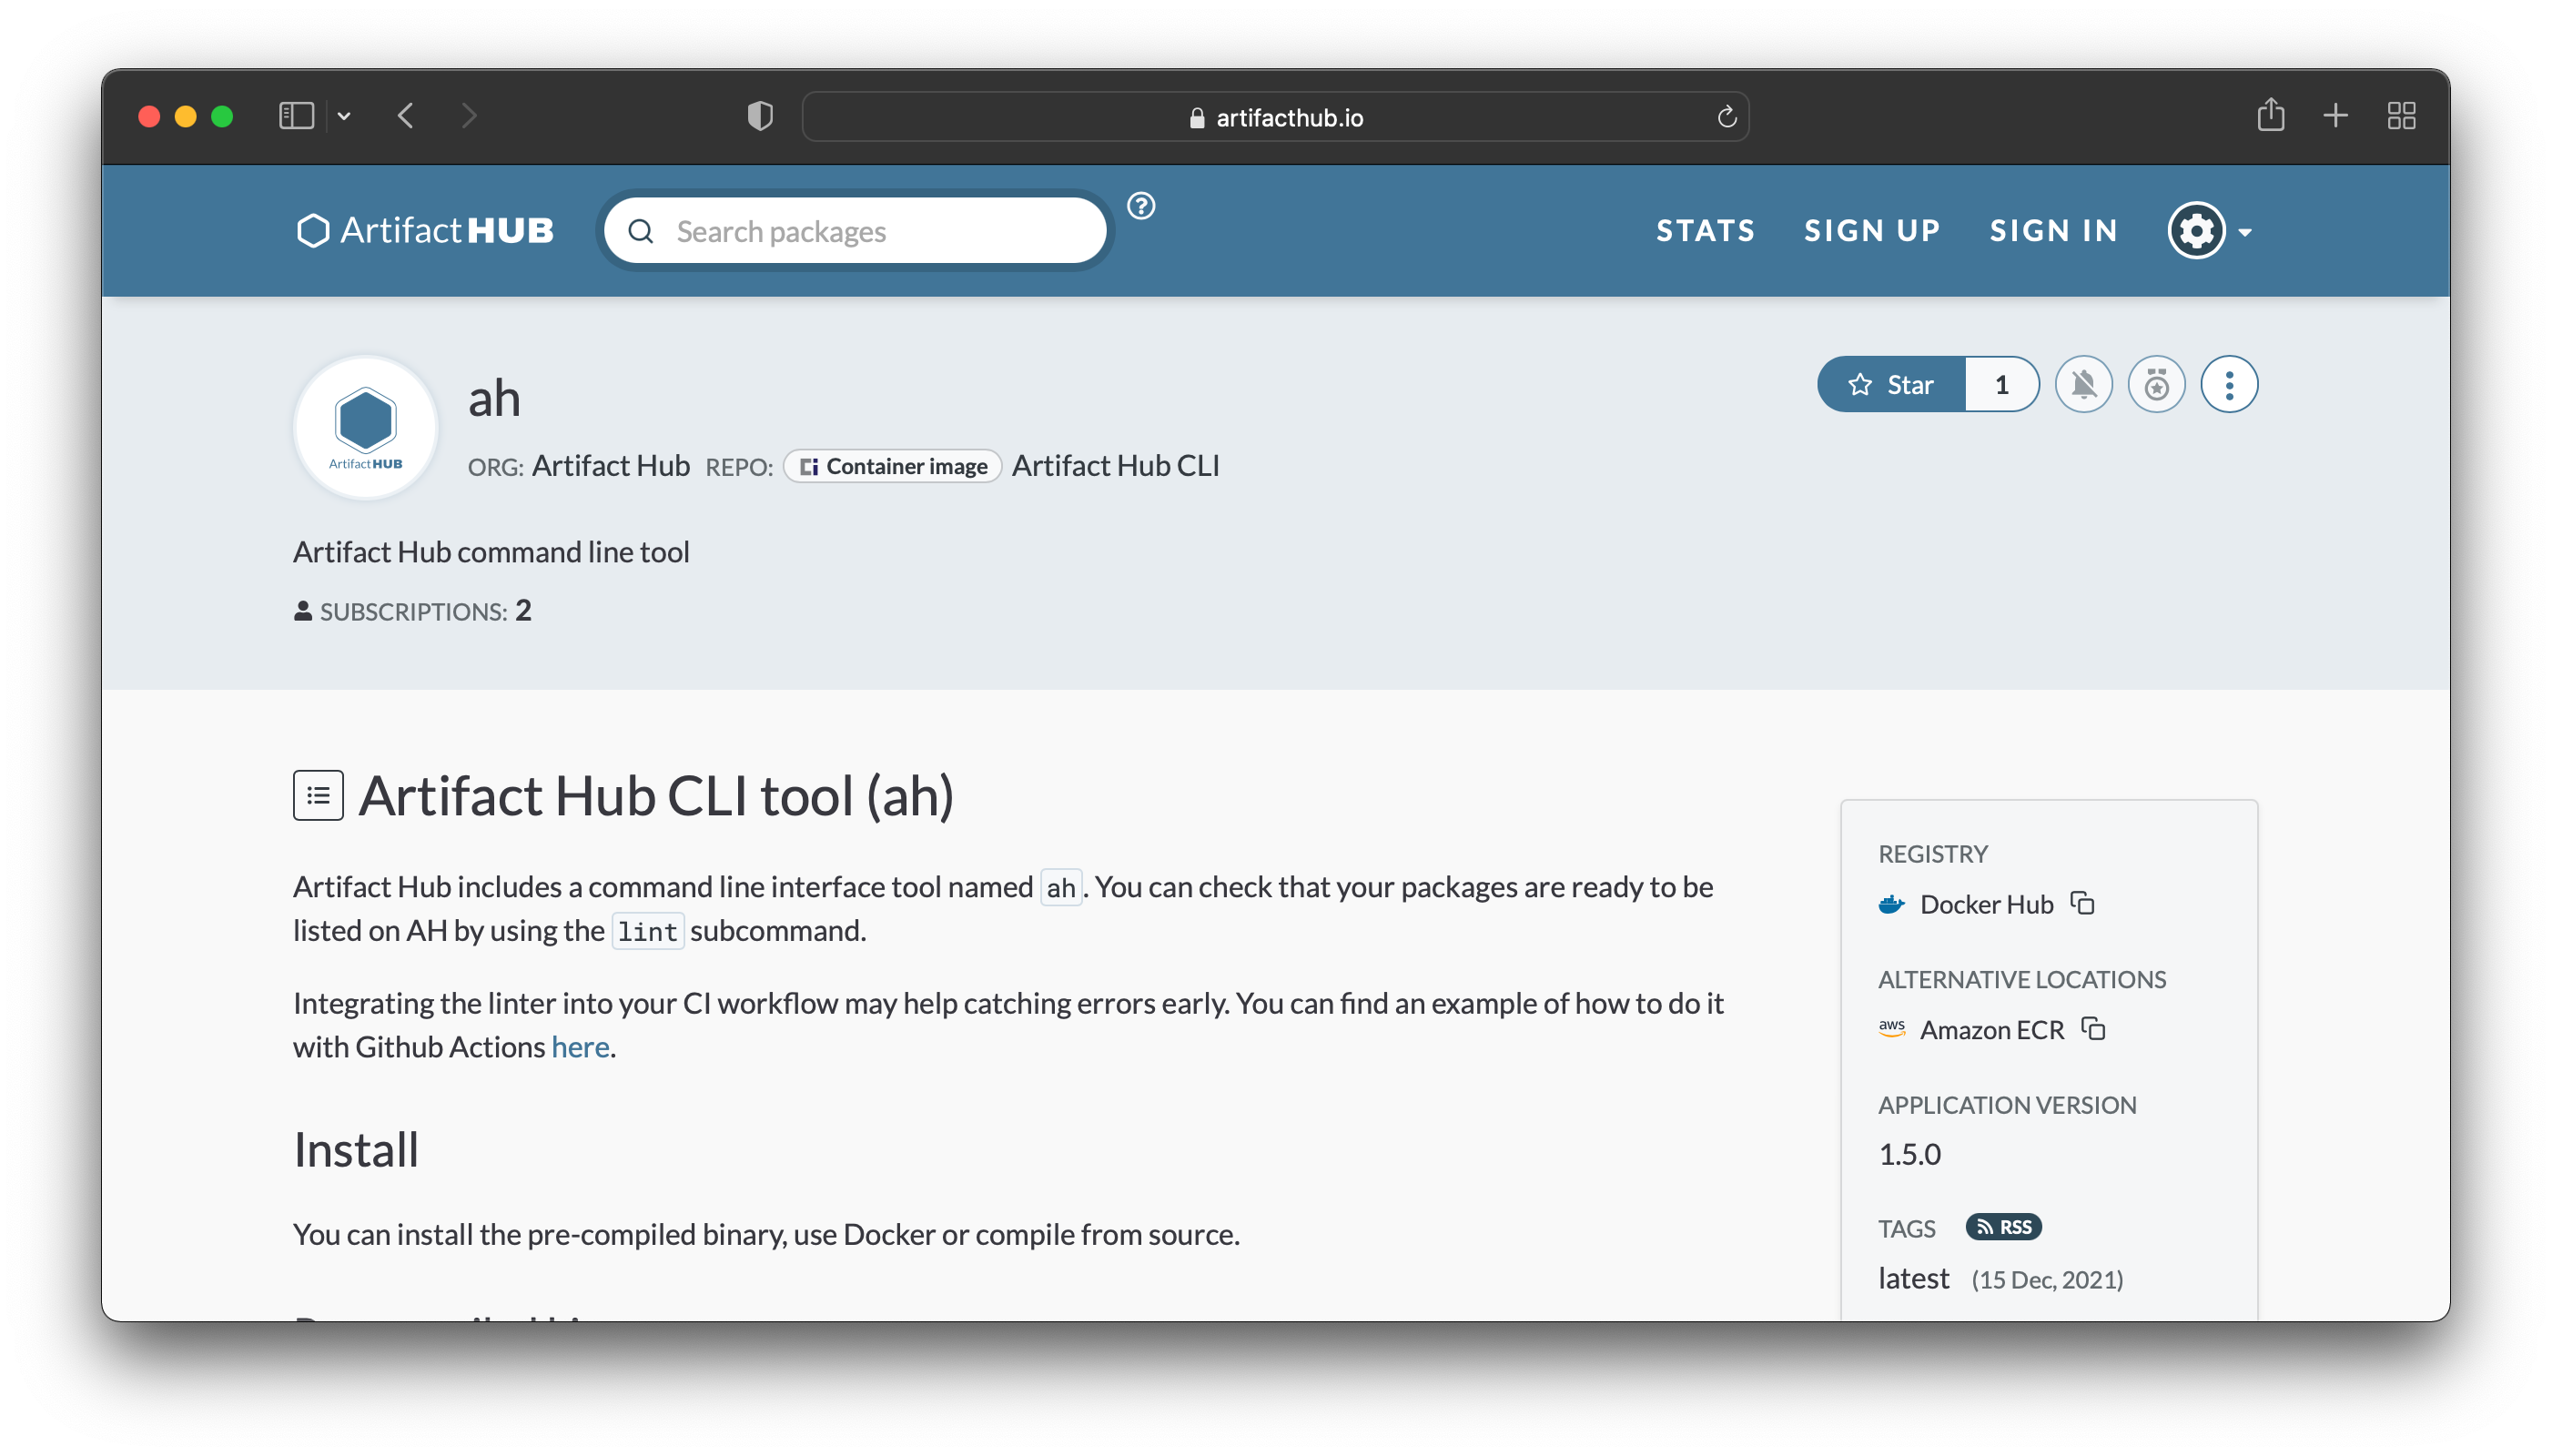 artifacthub.io
Artifact HUB
Search packages
STATS
SIGN UP
SIGN IN
ArtifactHUB
ah
ORG: Artifact Hub REPO: Container image Artifact Hub CLI
Star 1
Artifact Hub command line tool
SUBSCRIPTIONS: 2
Artifact Hub CLI tool (ah)
Artifact Hub includes a command line interface tool named ah. You can check that your packages are ready to be
listed on AH by using the lint subcommand.
Integrating the linter into your CI workflow may help catching errors early. You can find an example of how to do it
with Github Actions here.
Install
You can install the pre-compiled binary, use Docker or compile from source.
REGISTRY
Docker Hub
ALTERNATIVE LOCATIONS
aws Amazon ECR
APPLICATION VERSION
1.5.0
TAGS RSS
latest (15 Dec, 2021)